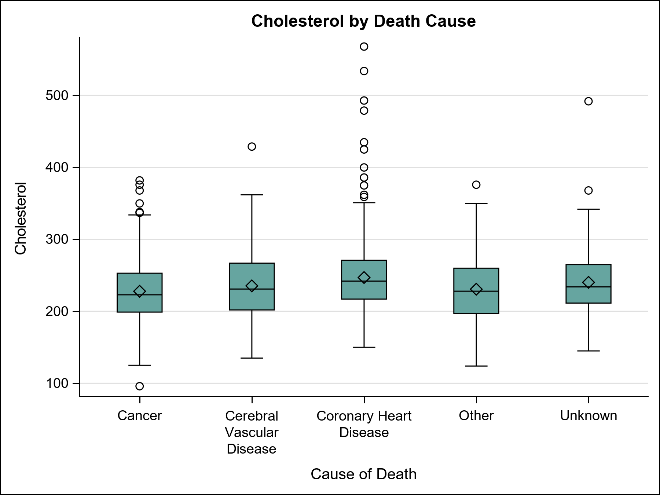 Cholesterol by Death Cause
Cholesterol
500
400
300
200
100
Cancer
Cerebral
Vascular
Disease
Coronary Heart
Disease
Other
Unknown
Cause of Death